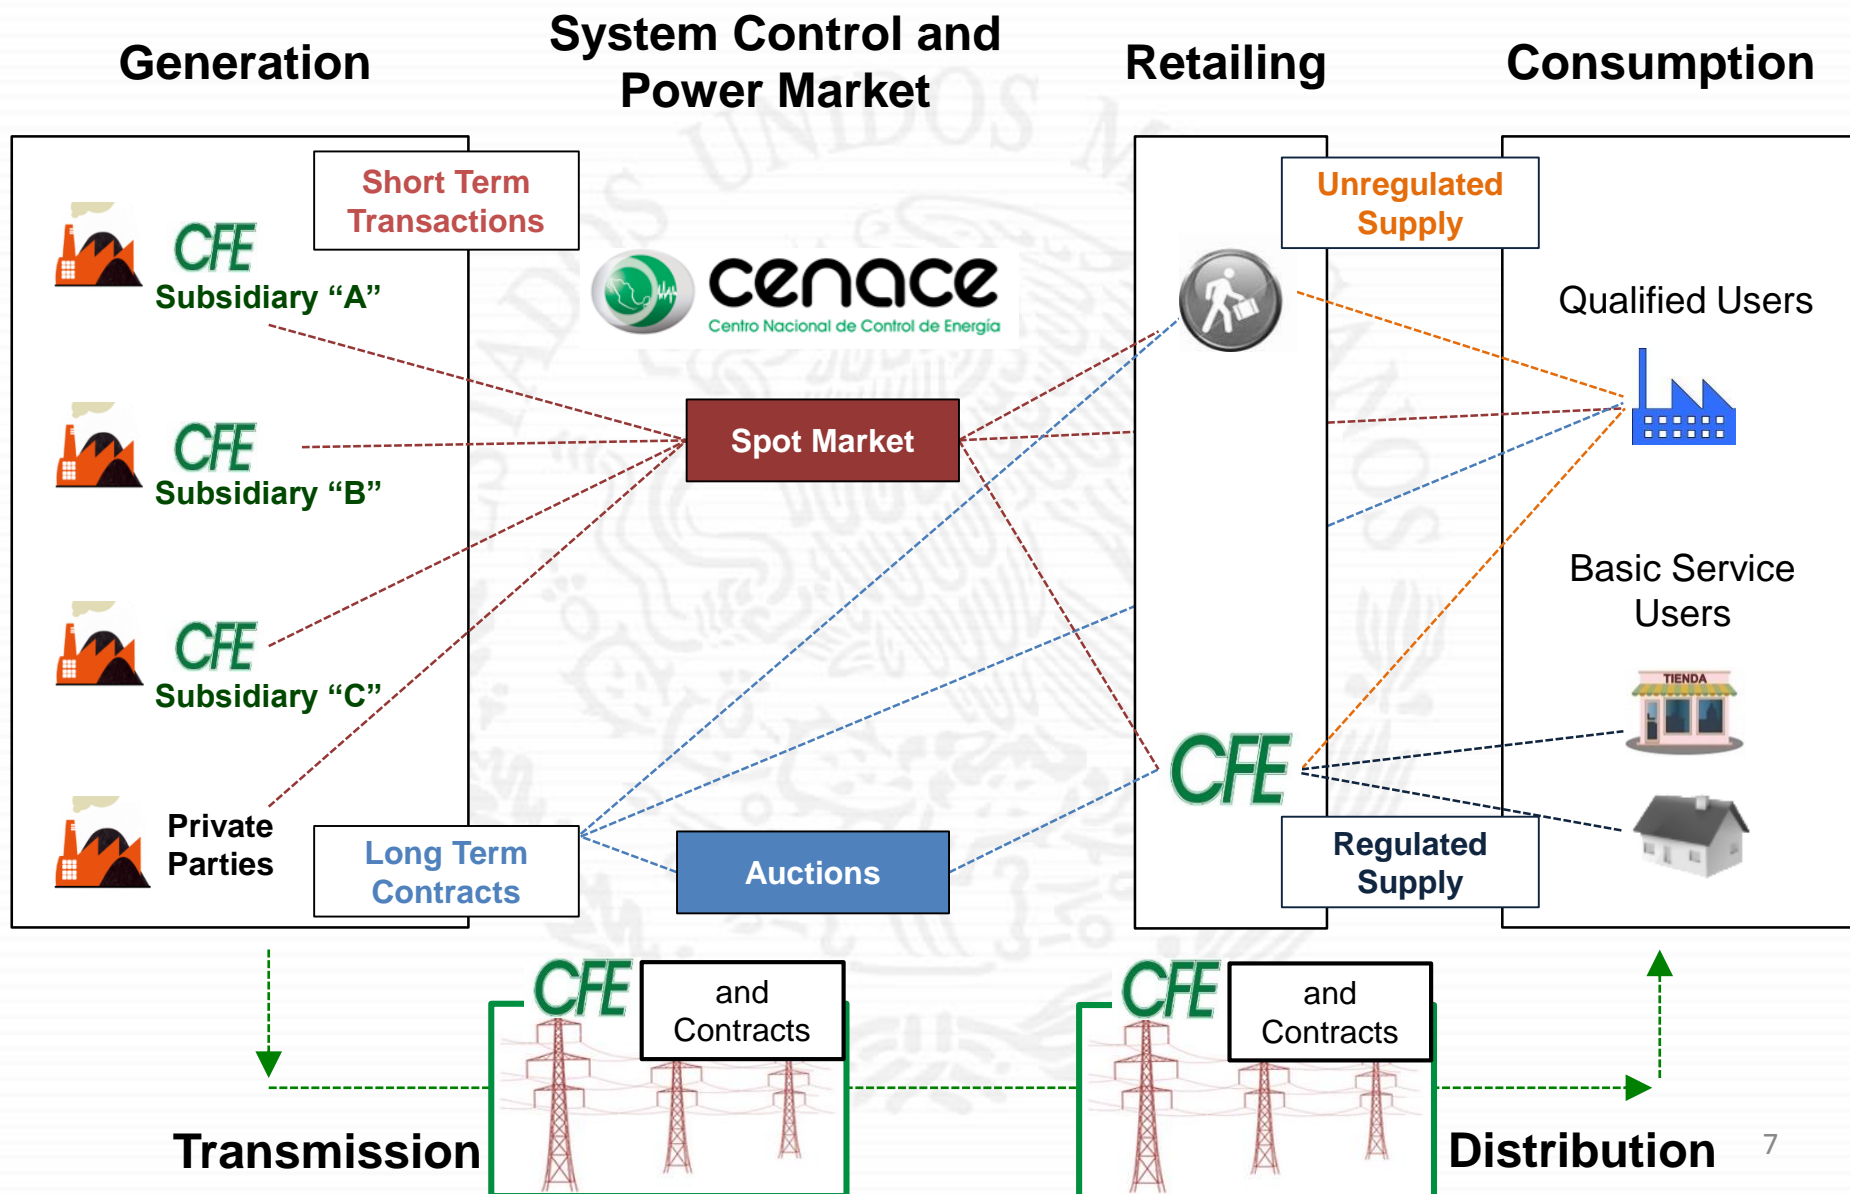 Generation
System Control and
Power Market
Retailing
Consumption
Short Term
Transactions
CFE
Subsidiary “A”
CFE
Subsidiary “B”
CFE
Subsidiary “C”
Private
Parties
Long Term
Contracts
cenace
Centro Nacional de Control de Energía
Spot Market
Auctions
Unregulated
Supply
CFE
Regulated
Supply
Qualified Users
Basic Service
Users
TIENDA
CFE
and
Contracts
CFE
and
Contracts
Transmission
Distribution
7
UNIDOS M